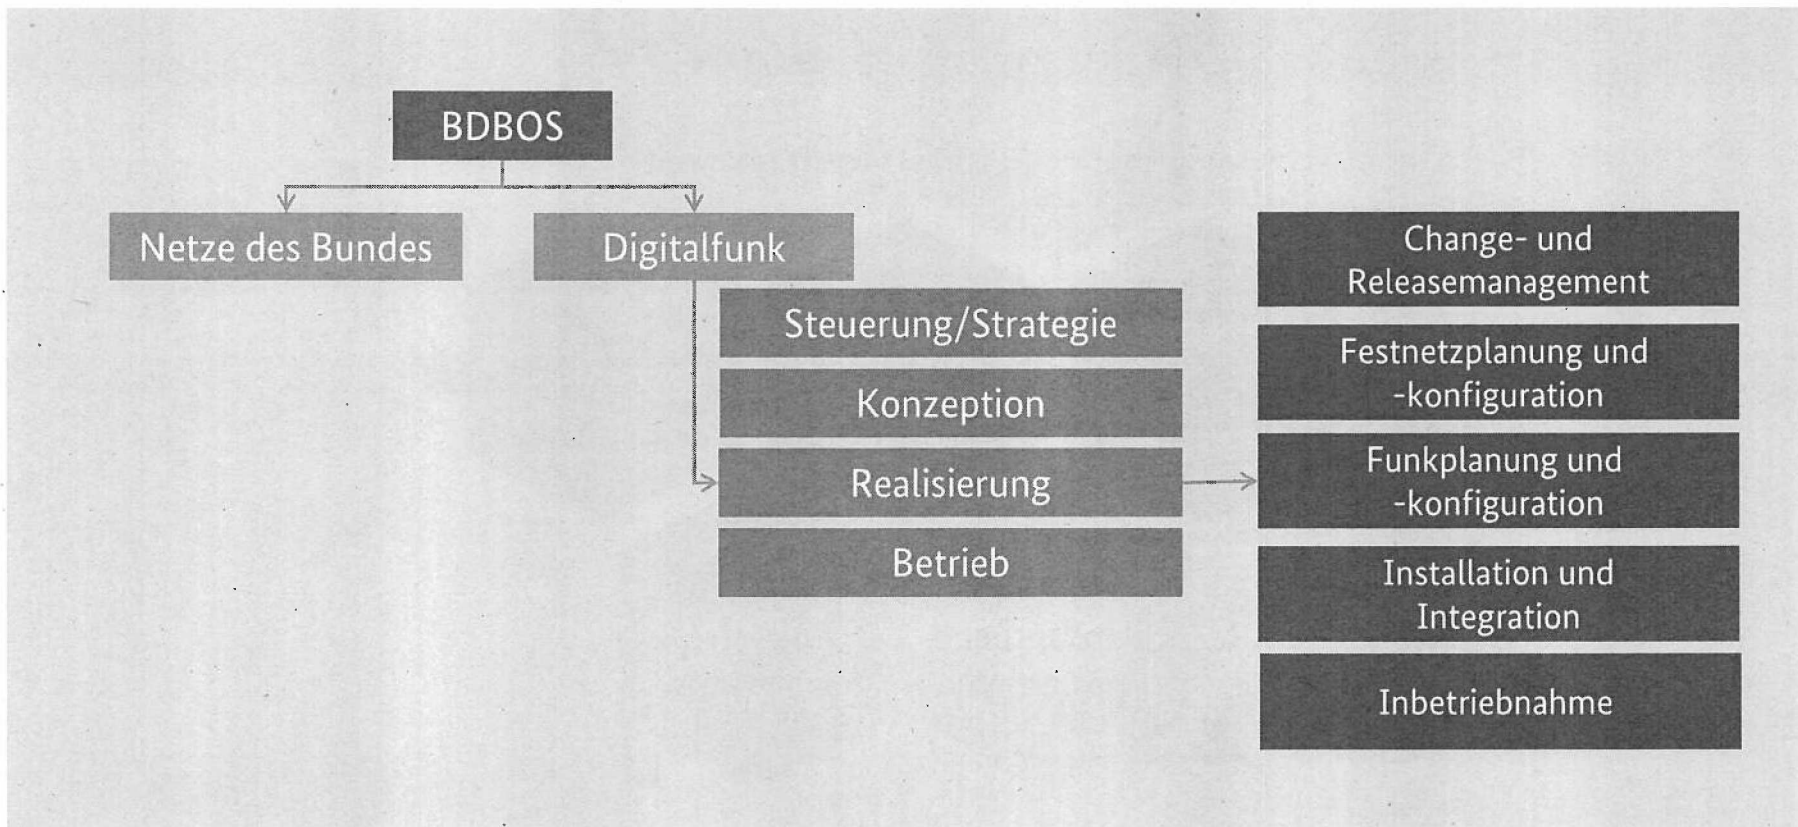 BDBOS
Netze des Bundes
Digitalfunk
Steuerung/Strategie
Konzeption
Realisierung
Betrieb
Change- und
Releasemanagement
Festnetzplanung und
-konfiguration
Funkplanung und
-konfiguration
Installation und
Integration
Inbetriebnahme